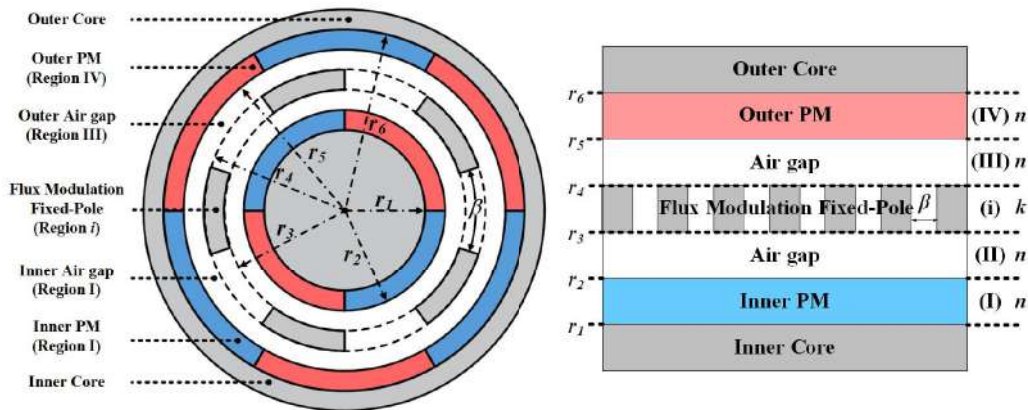 Outer Core
Outer PM
(Region IV)
Outer Air gap
(Region III)
Flux Modulation
Fixed-Pole
(Region i)
Inner Air gap
(Region I)
Inner PM
(Region I)
Inner Core
r6
r5
r4
r1
β
r3
r2
Outer Core
r6
Outer PM
(IV) n
r5
Air gap
(III) n
r4
Flux Modulation Fixed-Pole β
(i) k
r3
Air gap
(II) n
r2
Inner PM
(I) n
r1
Inner Core